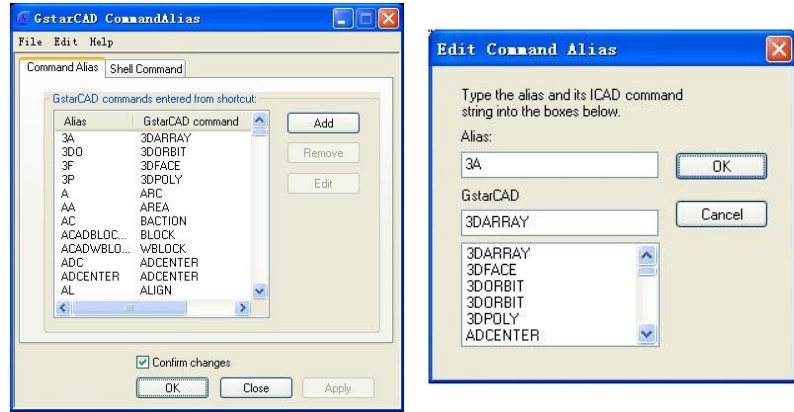 GstarCAD CommandAlias
File Edit Help
Command Alias Shell Command
GstarCAD commands entered from shortcut:
Alias GstarCAD command
3A 3DARRAY
3DO 3DORBIT
3F 3DFACE
3P 3DPOLY
A ARC
AA AREA
AC BACTION
ACADBLOC... BLOCK
ACADWBLO... WBLOCK
ADC ADCENTER
ADCENTER ADCENTER
AL ALIGN
Add
Remove
Edit
Confirm changes
OK Close Apply
Edit Command Alias
Type the alias and its ICAD command
string into the boxes below.
Alias:
3A
OK
GstarCAD
3DARRAY
Cancel
3DARRAY
3DFACE
3DORBIT
3DORBIT
3DPOLY
ADCENTER